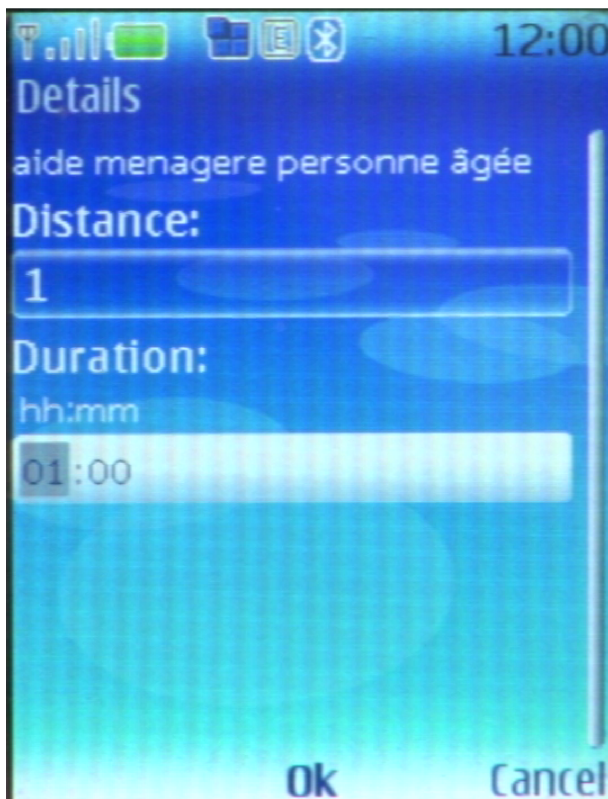 12:00
Details
aide menagere personne âgée
Distance:
1
Duration:
hh:mm
01:00
Ok
Cancel